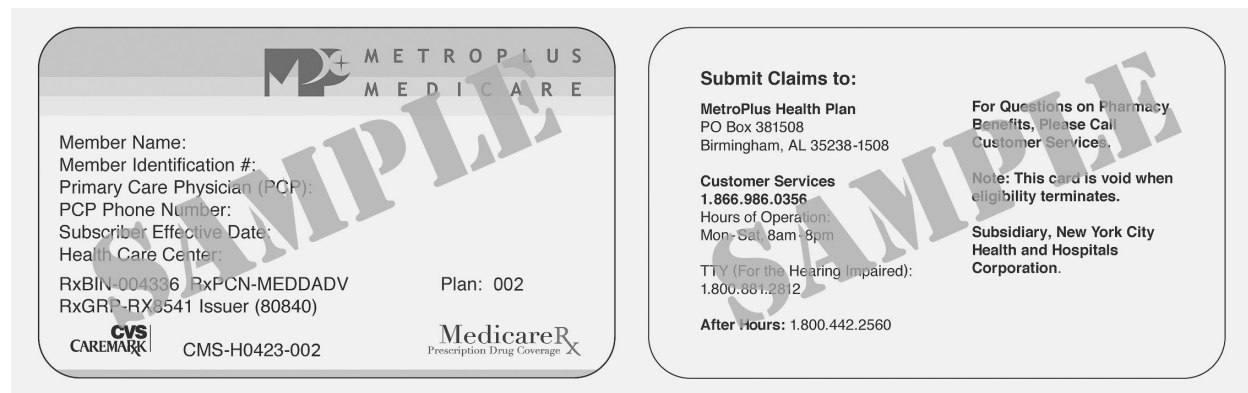 METROPLUS
MEDICARE
Member Name:
Member Identification #:
Primary Care Physician (PCP):
PCP Phone Number:
Subscriber Effective Date:
Health Care Center:
RxBIN-004336 RxPCN-MEDDADV Plan: 002
RxGRP-RX8541 Issuer (80840)
CVS
CAREMARK
CMS-H0423-002
MedicareRx
Prescription Drug Coverage
SAMPLE
Submit Claims to:
MetroPlus Health Plan
PO Box 381508
Birmingham, AL 35238-1508
Customer Services
1.866.986.0356
Hours of Operation:
Mon-Sat, 8am-8pm
TTY (For the Hearing Impaired):
1.800.881.2812
After Hours: 1.800.442.2560
For Questions on Pharmacy
Benefits, Please Call
Customer Services.
Note: This card is void when
eligibility terminates.
Subsidiary, New York City
Health and Hospitals
Corporation.
SAMPLE